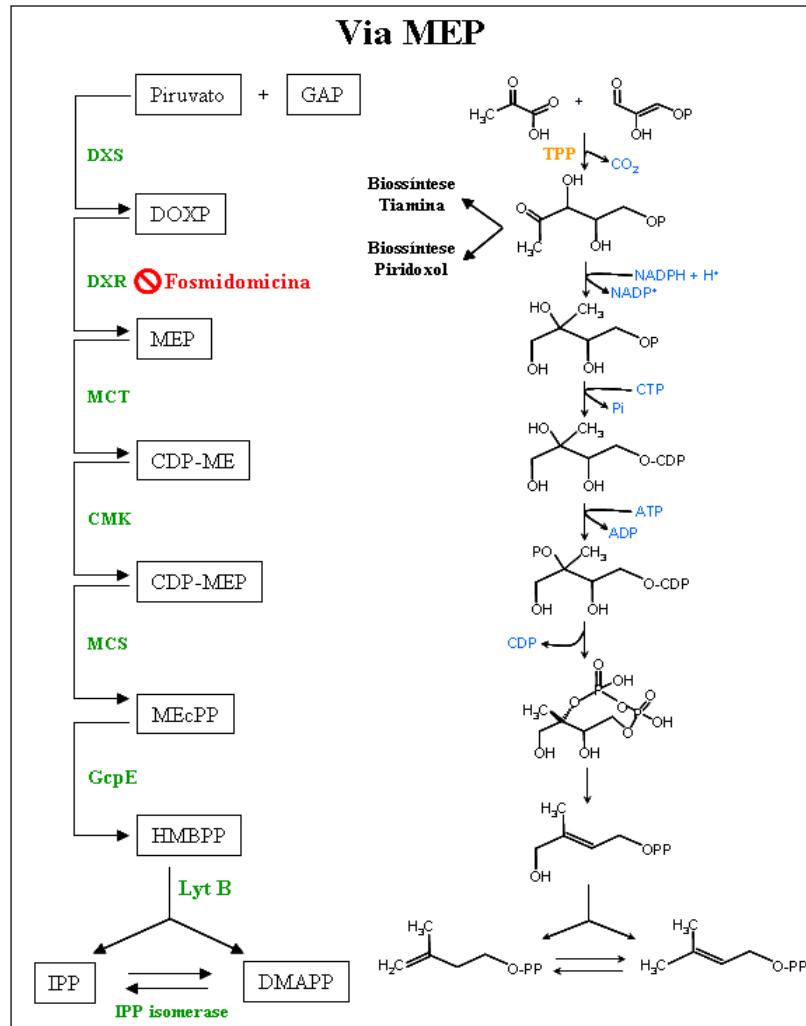 Via MEP
Piruvato + GAP
DXS
DOXP
DXR Fosmidomicina
MEP
MCT
CDP-ME
CMK
CDP-MEP
MCS
MEcPP
GcpE
HMBPP
Lyt B
IPP DMAPP
IPP isomerase
O O
H₃C + OP
O
OH OH
TPP CO₂
Biossíntese
Tiamina
Biossíntese
Piridoxol
OH
O
OP
CH₃ OH
NADPH + H⁺
NADP⁺
HO CH₃
OP
OH OH
CTP
Pi
HO CH₃
O-CDP
OH OH
ATP
ADP
PO CH₃
O-CDP
OH OH
CDP
O
P OH O
O O P
H₃C OH
O
OH OH
H₃C
OPP
OH
H₃C
H₂C O-PP
H₃C
H₃C O-PP